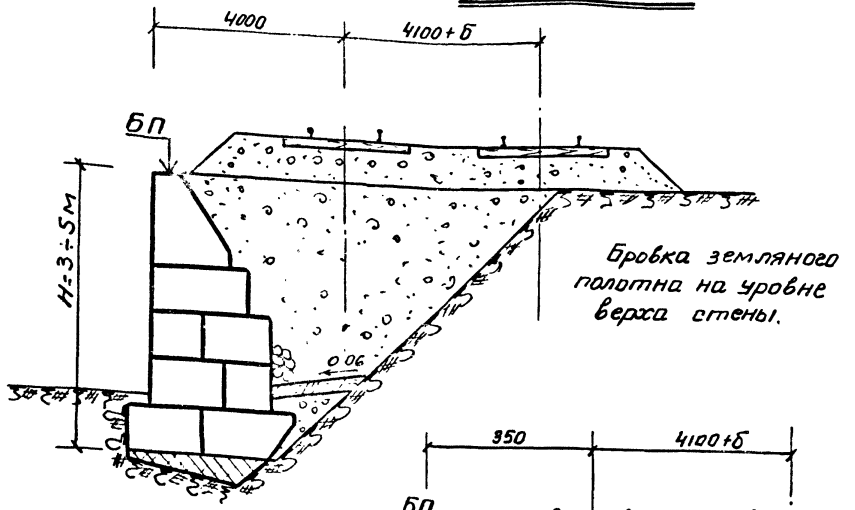 4000
4100+Б
БП
H=3÷5м
Бровка земляного
полотна на уровне
верха стены.
0 06
350
4100+Б
БП